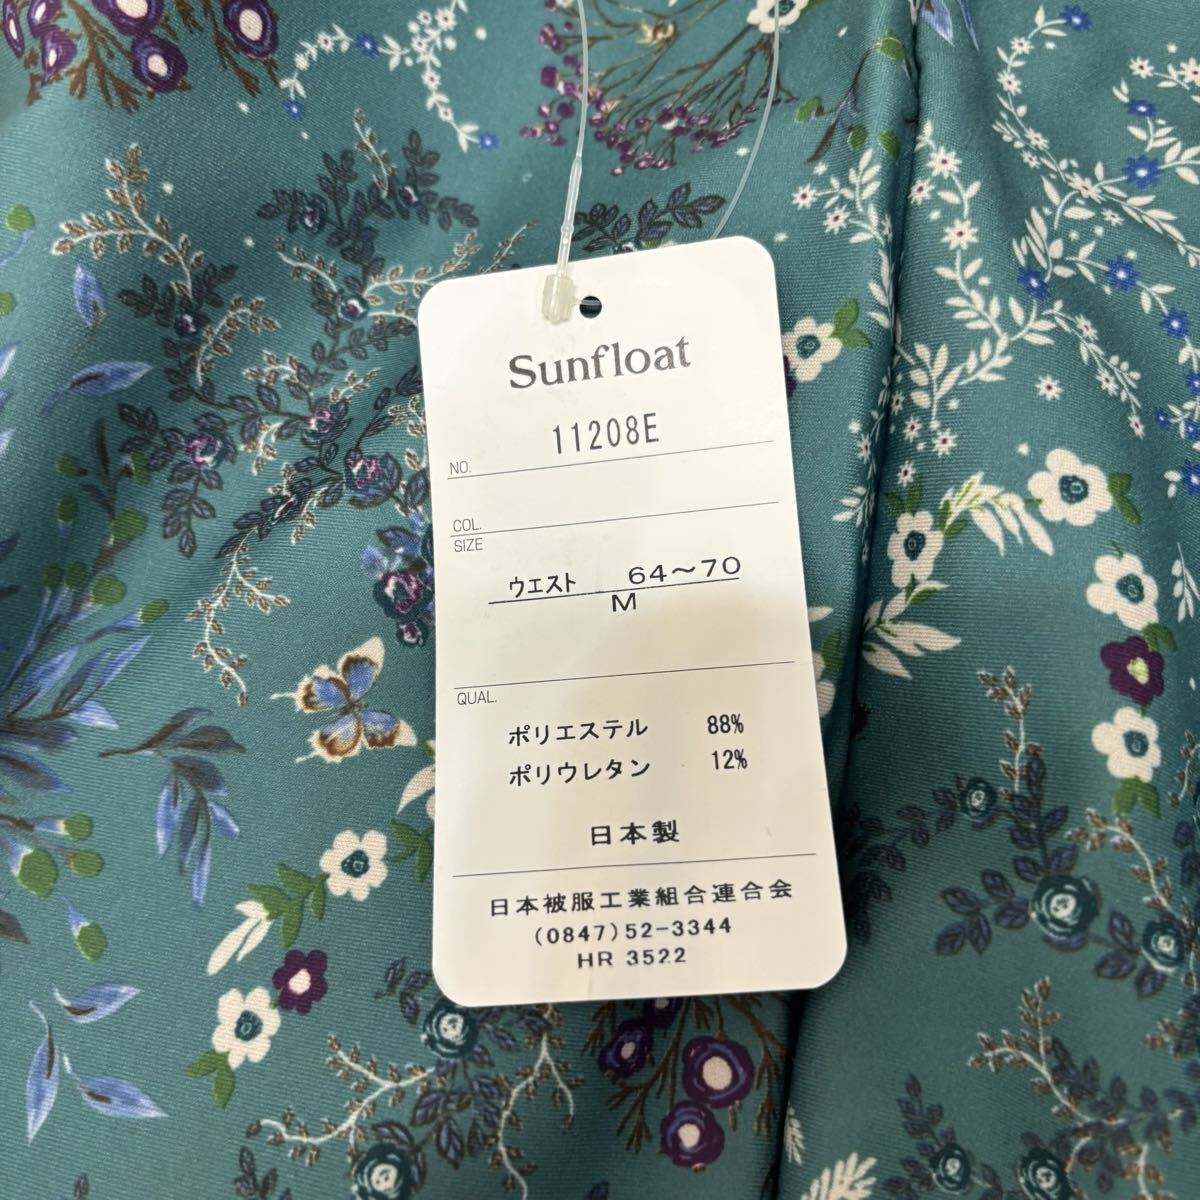 Sunfloat
NO. 11208E
COL.
SIZE
ウエスト 64～70
M
QUAL.
ポリエステル 88%
ポリウレタン 12%
日本製
日本被服工業組合連合会
(0847)52-3344
HR 3522